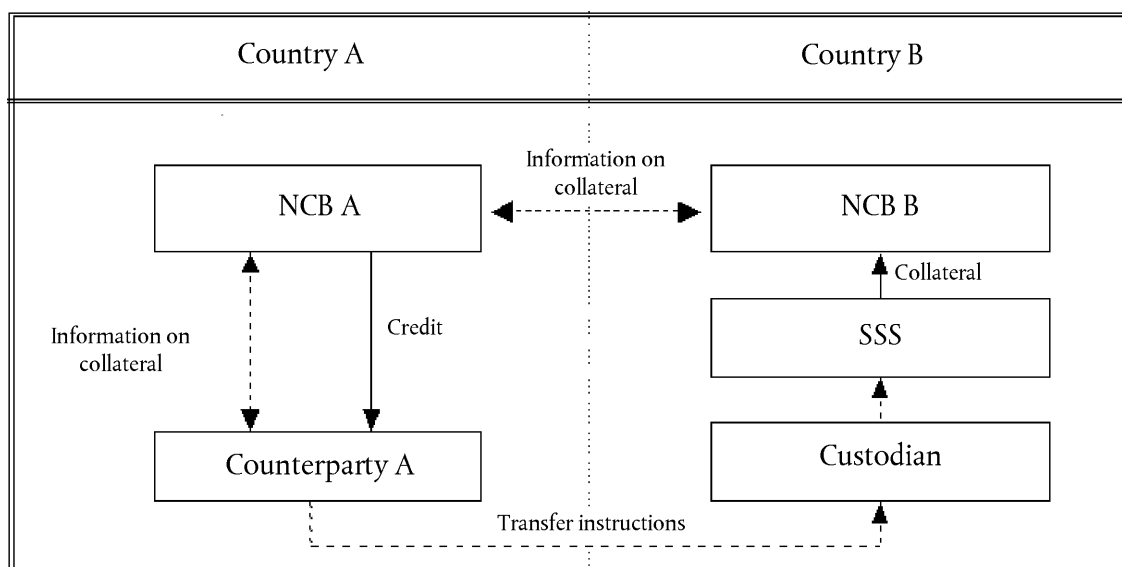 Country A
Country B
Information on
collateral
NCB A
NCB B
Collateral
Information on
collateral
Credit
SSS
Counterparty A
Custodian
Transfer instructions